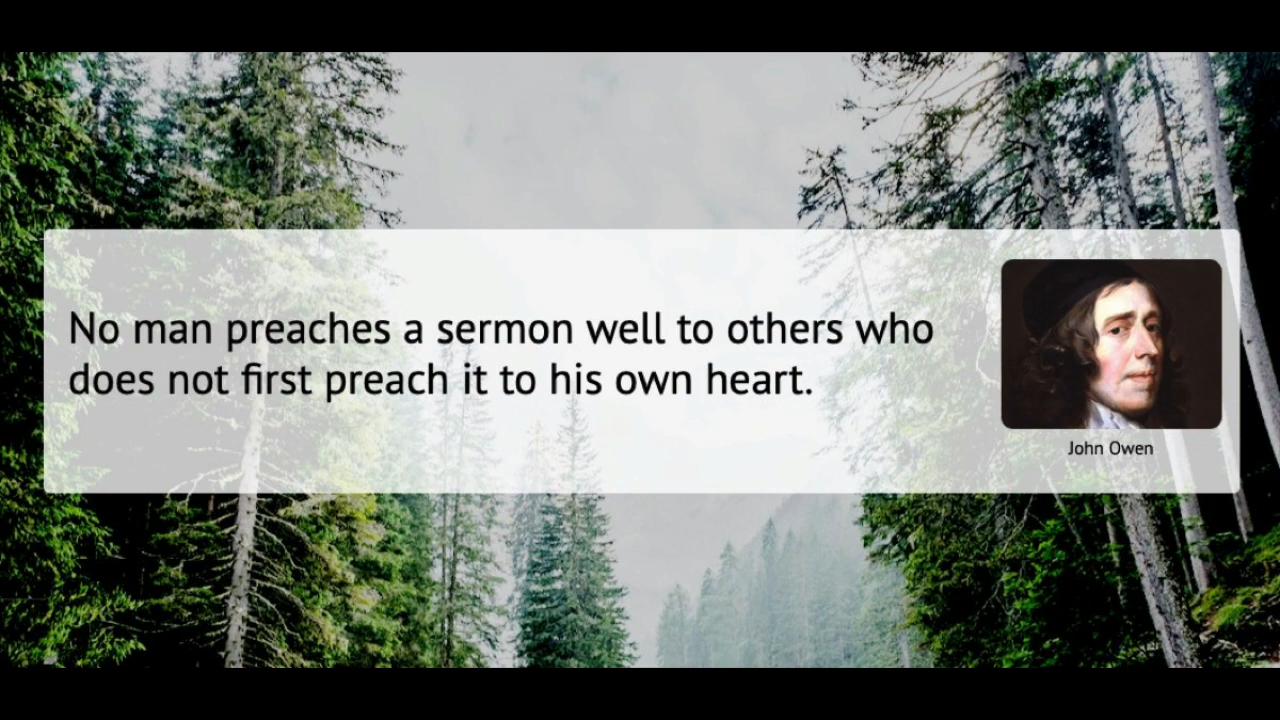 No man preaches a sermon well to others who
does not first preach it to his own heart.
John Owen